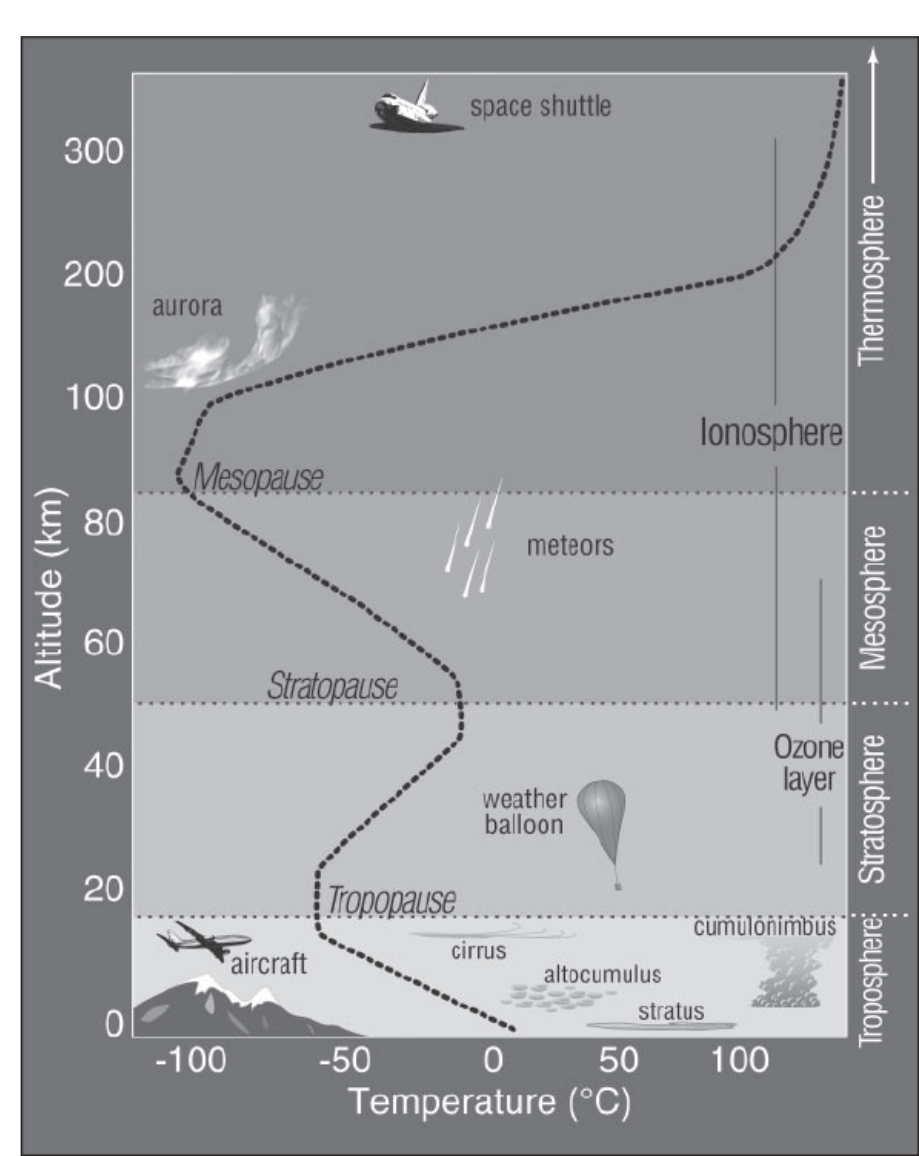 space shuttle
300
200
aurora
100
Ionosphere
Mesopause
80
meteors
60
Stratopause
Ozone
layer
40
weather
balloon
20
Tropopause
cumulonimbus
cirrus
aircraft
altocumulus
stratus
0
Altitude (km)
Thermosphere
Mesosphere
Stratosphere
Troposphere
-100 -50 0 50 100
Temperature (°C)